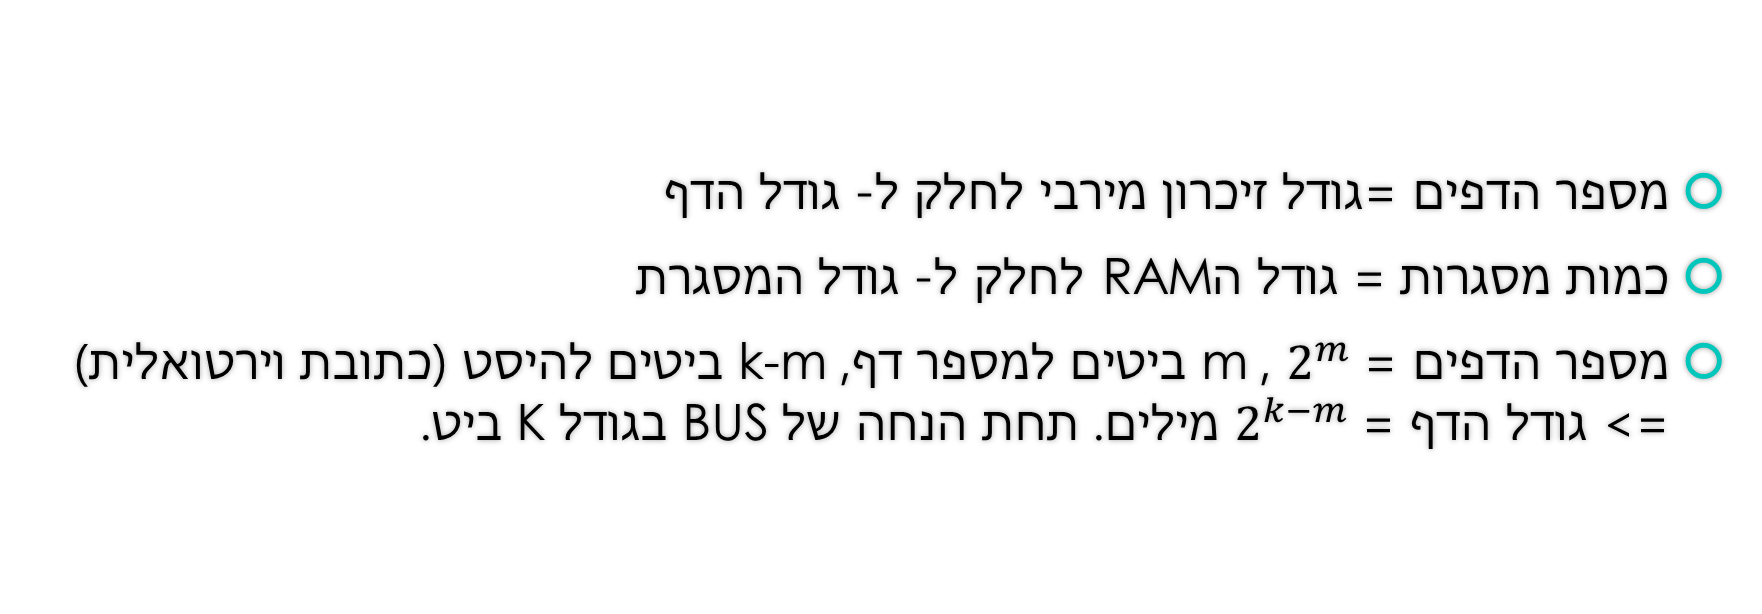 מספר הדפים =גודל זיכרון מירבי לחלק ל- גודל הדף
כמות מסגרות = גודל הRAM לחלק ל- גודל המסגרת
מספר הדפים = 2^m , m ביטים למספר דף, k-m ביטים להיסט (כתובת וירטואלית)
=> גודל הדף = 2^{k-m} מילים. תחת הנחה של BUS בגודל K ביט.